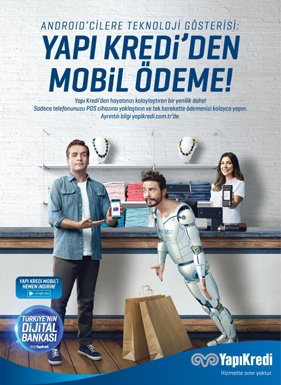 ANDROID'CİLERE TEKNOLOJİ GÖSTERİSİ:
YAPI KREDİ'DEN
MOBİL ÖDEME!
Yapı Kredi'den hayatınızı kolaylaştıran bir yenilik daha!
Sadece telefonunuzu POS cihazına yaklaştırın ve tek hareketle ödemenizi kolayca yapın.
Ayrıntılı bilgi yapikredi.com.tr'de.
YAPI KREDİ MOBİL'İ
HEMEN İNDİRİN!
TÜRKİYE'NİN
DİJİTAL
BANKASI
YapıKredi
Hizmette sınır yoktur.